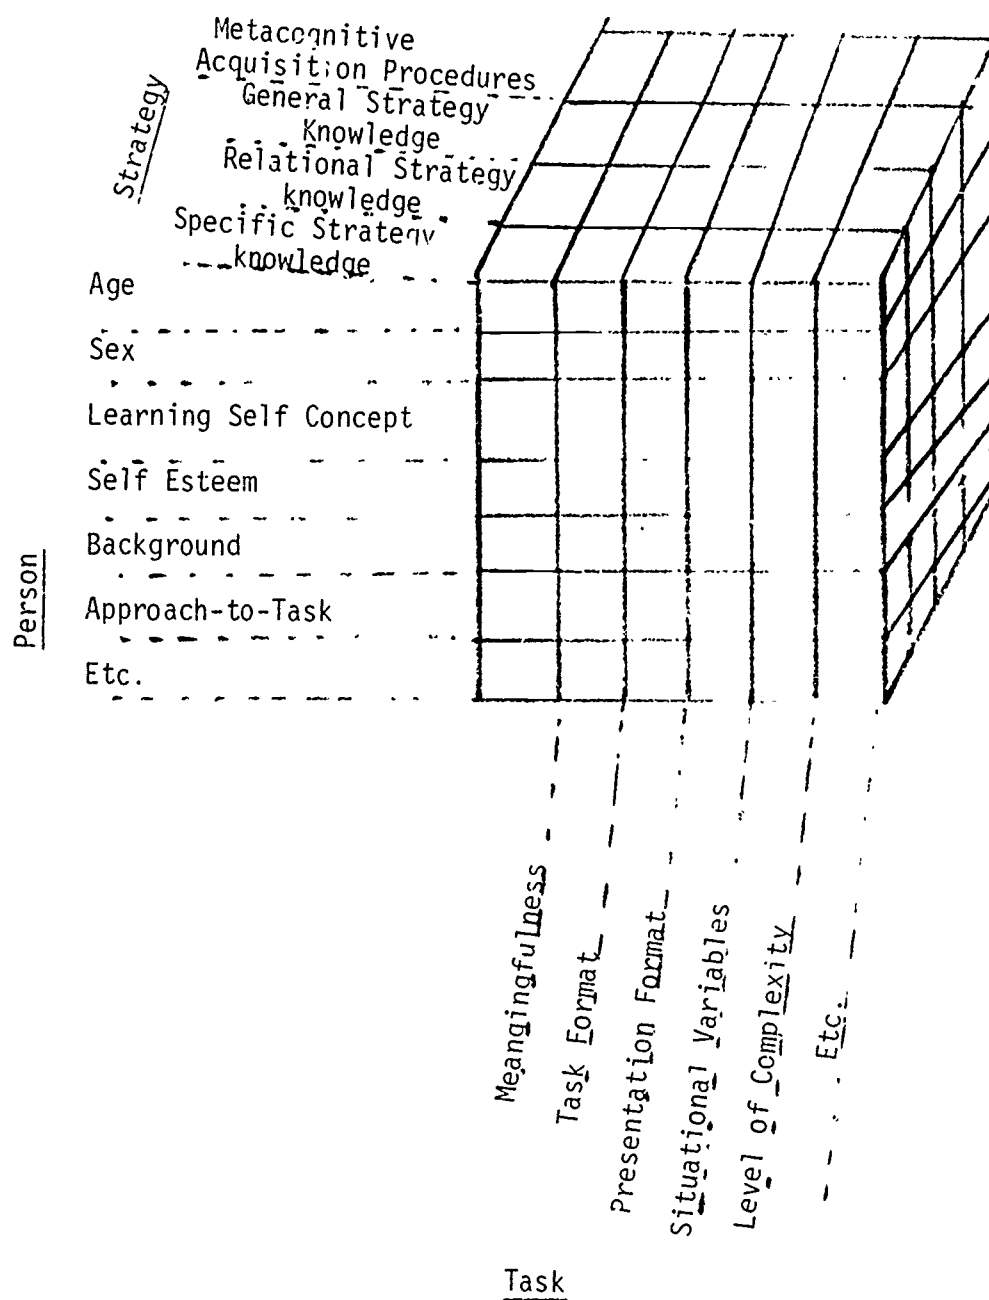 Metacognitive
Acquisition Procedures
General Strategy
Knowledge
Relational Strategy
knowledge
Specific Strategy
knowledge
Strategy
Age
Sex
Learning Self Concept
Self Esteem
Background
Approach-to-Task
Etc.
Person
Meangingfulness
Task Format
Presentation Format
Situational Variables
Level of Complexity
Etc.
Task